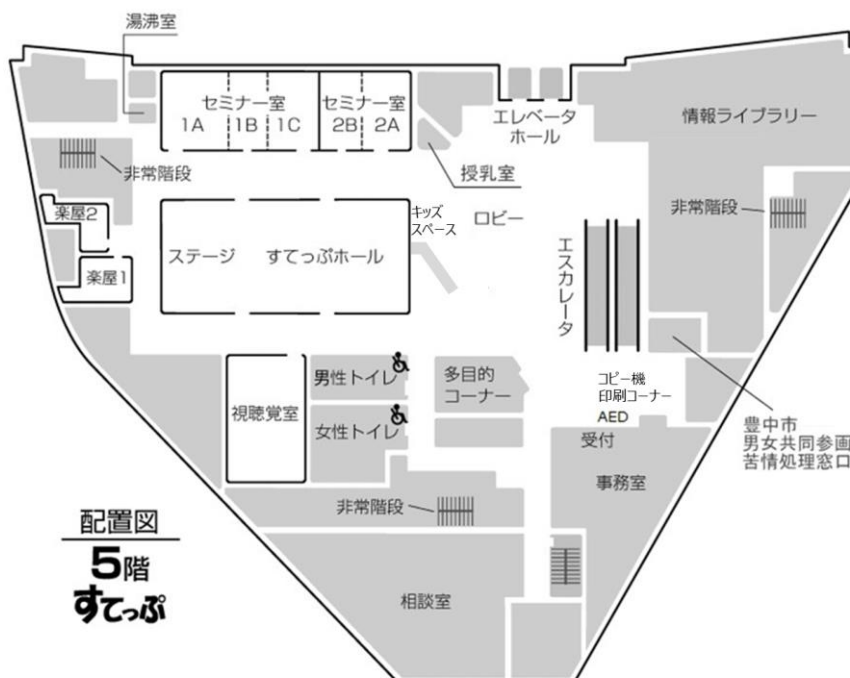 湯沸室
セミナー室
1A
1B
1C
セミナー室
2B
2A
エレベータ
ホール
情報ライブラリー
非常階段
授乳室
楽屋2
キッズ
スペース
ロビー
非常階段
ステージ
すてっぷホール
エスカレータ
楽屋1
男性トイレ
多目的
コーナー
コピー機
印刷コーナー
AED
視聴覚室
女性トイレ
受付
豊中市
男女共同参画
苦情処理窓口
事務室
非常階段
配置図
5階
すてっぷ
相談室